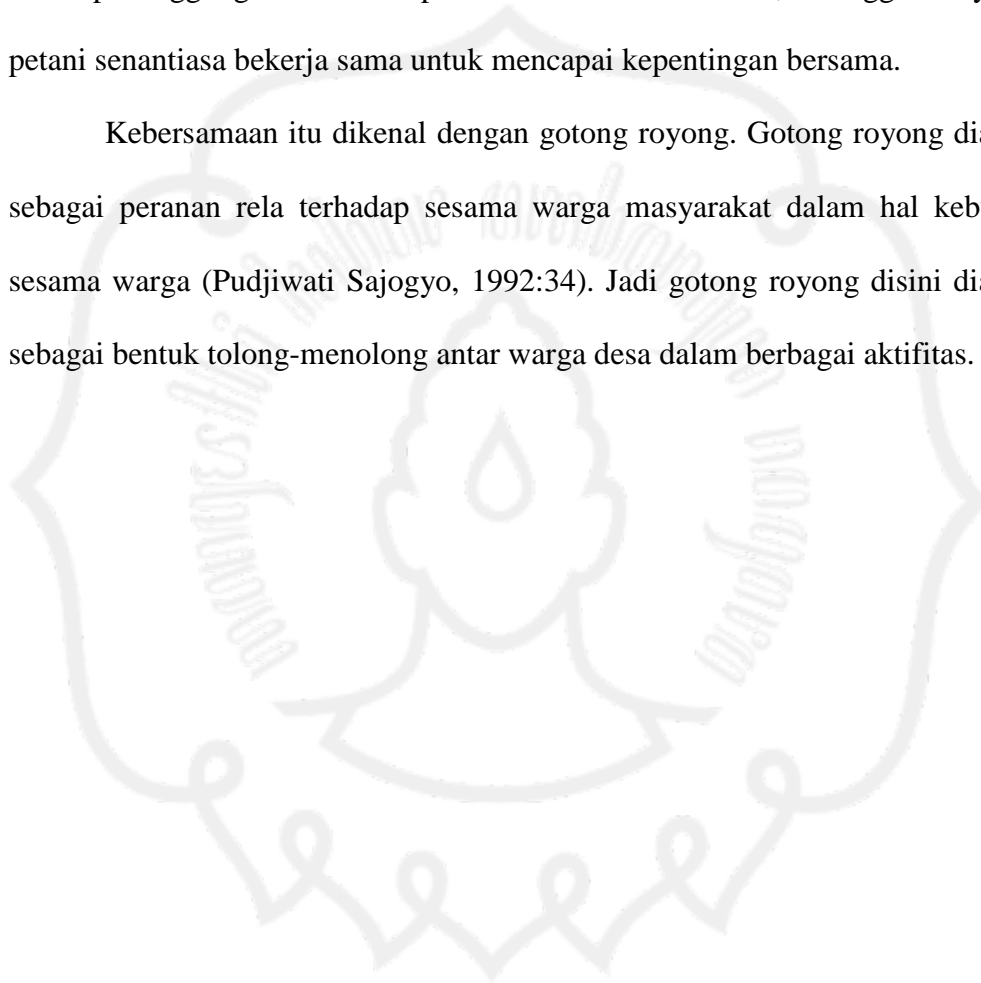 petani senantiasa bekerja sama untuk mencapai kepentingan bersama.
Kebersamaan itu dikenal dengan gotong royong. Gotong royong
sebagai peranan rela terhadap sesama warga masyarakat dalam hal
sesama warga (Pudjiwati Sajogyo, 1992:34). Jadi gotong royong disini
sebagai bentuk tolong-menolong antar warga desa dalam berbagai aktifitas.